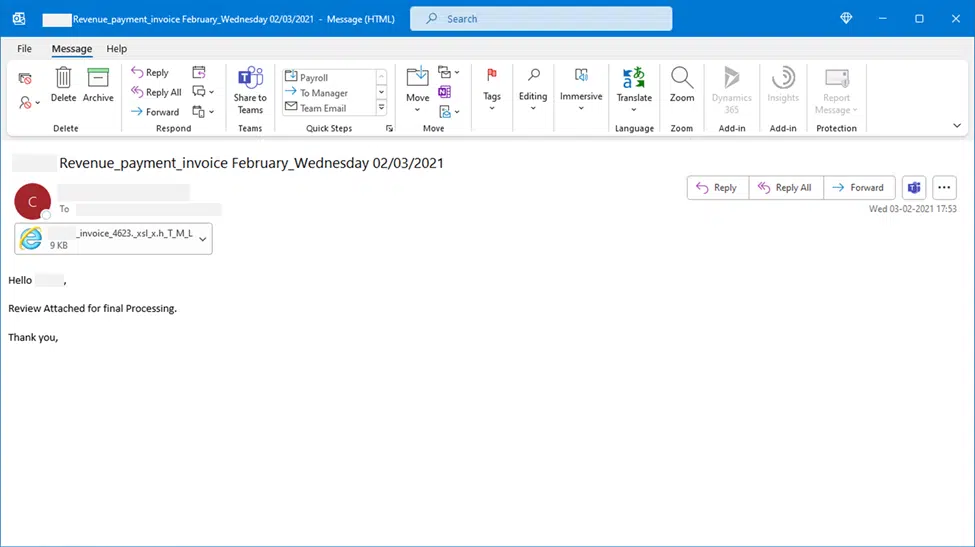 Revenue_payment_invoice February_Wednesday 02/03/2021 - Message (HTML)
Search
File Message Help
Delete
Archive
Delete
Reply
Reply All
Forward
Respond
Share to
Teams
Teams
Payroll
To Manager
Team Email
Quick Steps
Move
Move
Tags
Editing
Immersive
Translate
Language
Zoom
Zoom
Dynamics
365
Add-in
Insights
Add-in
Report
Message
Protection
Revenue_payment_invoice February_Wednesday 02/03/2021
C
To
Reply Reply All Forward
Wed 03-02-2021 17:53
_invoice_4623._xsl_x.h_T_M_L
9 KB
Hello ,
Review Attached for final Processing.
Thank you,